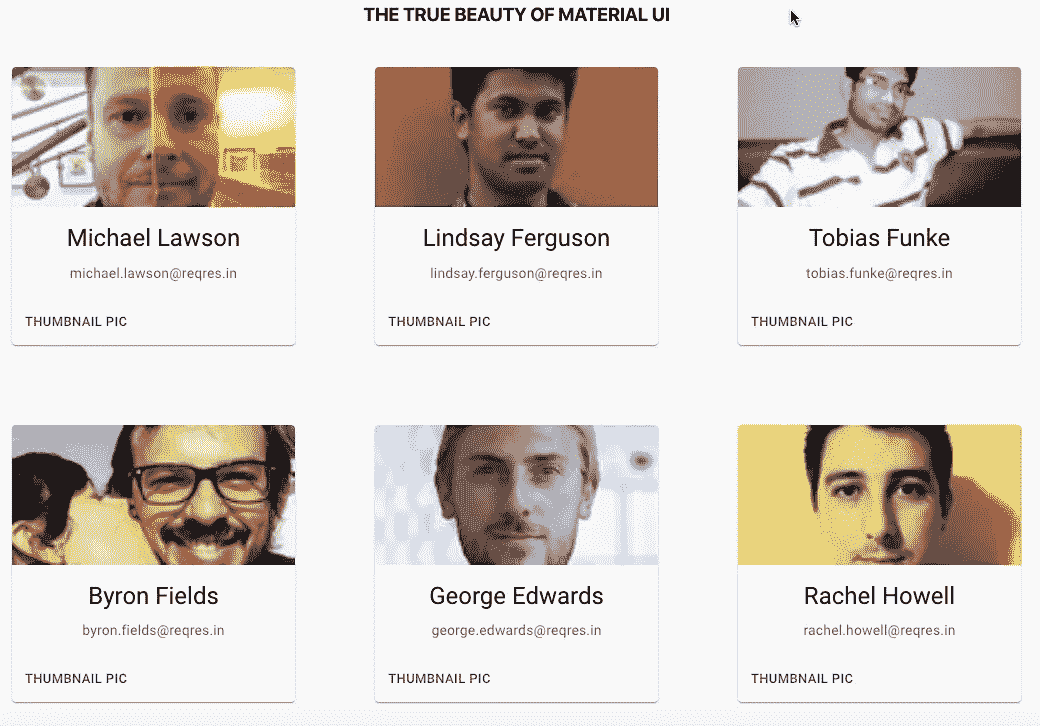 THE TRUE BEAUTY OF MATERIAL UI
Michael Lawson
michael.lawson@reqres.in
THUMBNAIL PIC
Lindsay Ferguson
lindsay.ferguson@reqres.in
THUMBNAIL PIC
Tobias Funke
tobias.funke@reqres.in
THUMBNAIL PIC
Byron Fields
byron.fields@reqres.in
THUMBNAIL PIC
George Edwards
george.edwards@reqres.in
THUMBNAIL PIC
Rachel Howell
rachel.howell@reqres.in
THUMBNAIL PIC